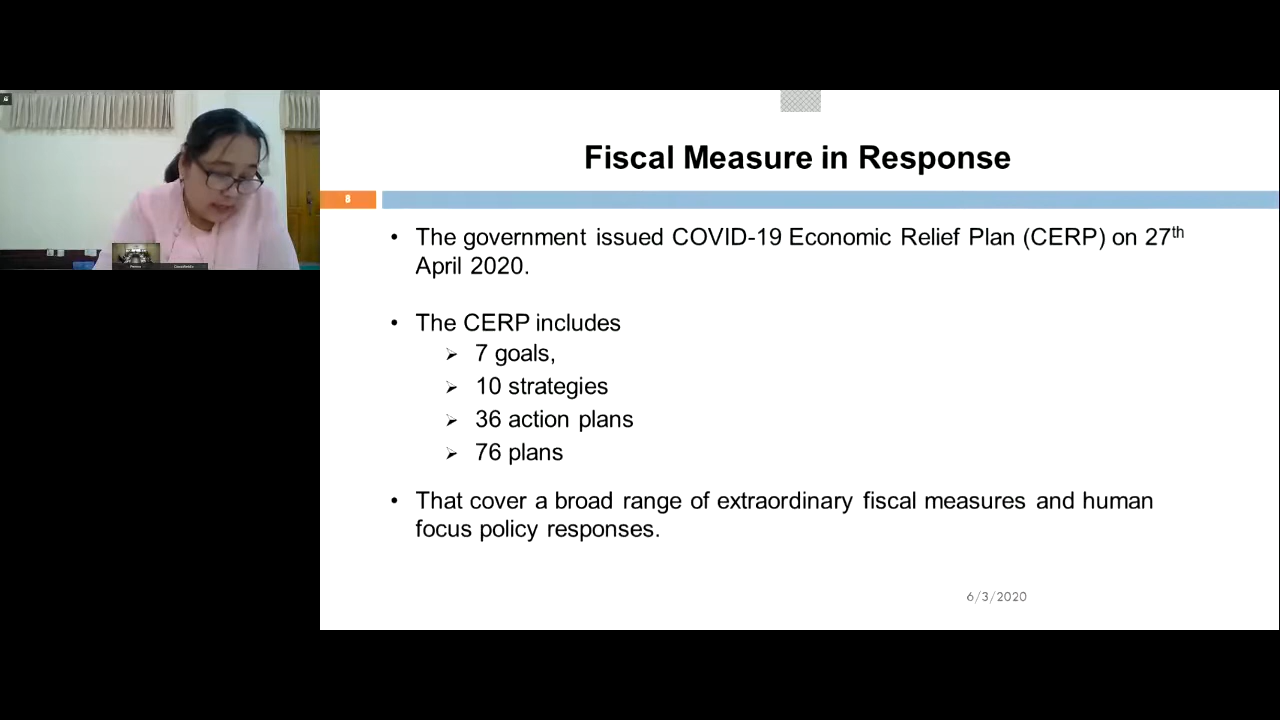 Fiscal Measure in Response
8
• The government issued COVID-19 Economic Relief Plan (CERP) on 27th
April 2020.
• The CERP includes
➢ 7 goals,
➢ 10 strategies
➢ 36 action plans
➢ 76 plans
• That cover a broad range of extraordinary fiscal measures and human
focus policy responses.
6/3/2020